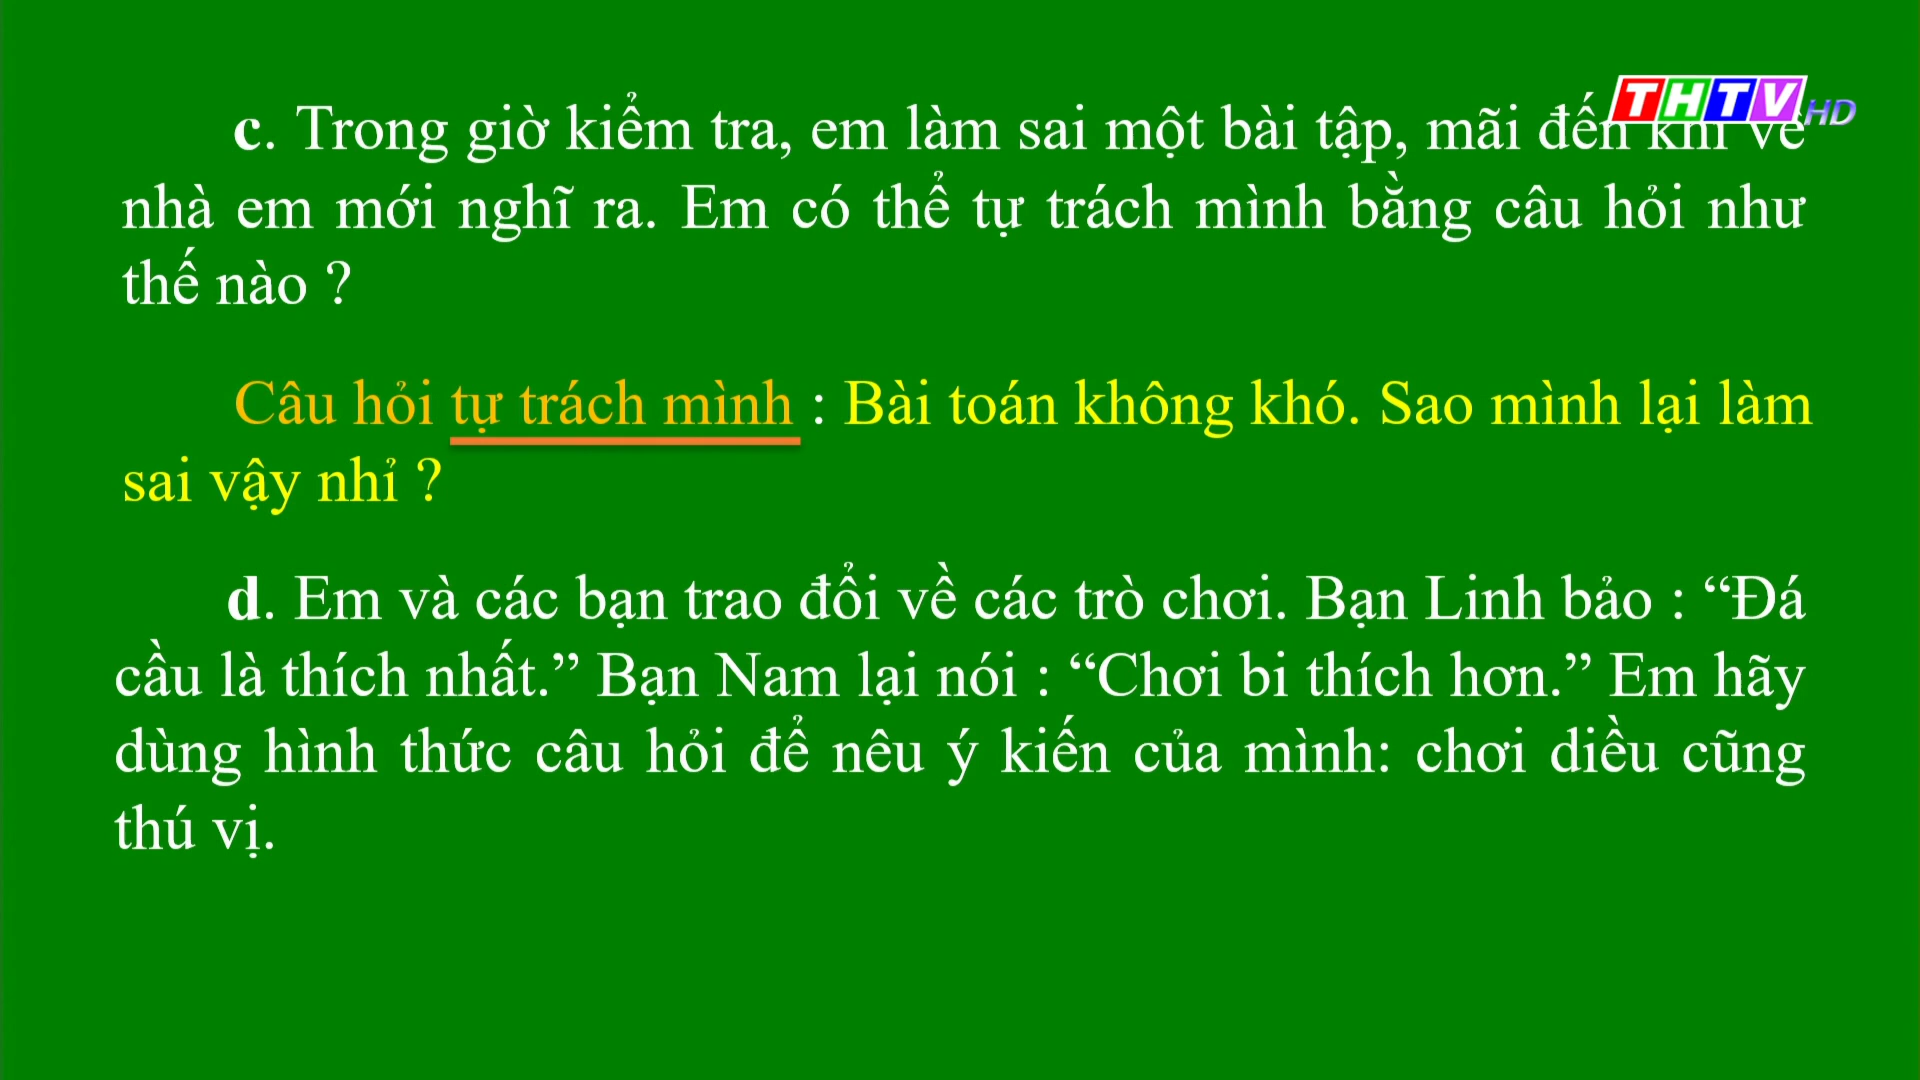 THTV HD
c. Trong giờ kiểm tra, em làm sai một bài tập, mãi đến khi về
nhà em mới nghĩ ra. Em có thể tự trách mình bằng câu hỏi như
thế nào ?
Câu hỏi tự trách mình : Bài toán không khó. Sao mình lại làm
sai vậy nhỉ ?
d. Em và các bạn trao đổi về các trò chơi. Bạn Linh bảo : “Đá
cầu là thích nhất.” Bạn Nam lại nói : “Chơi bi thích hơn.” Em hãy
dùng hình thức câu hỏi để nêu ý kiến của mình: chơi diều cũng
thú vị.